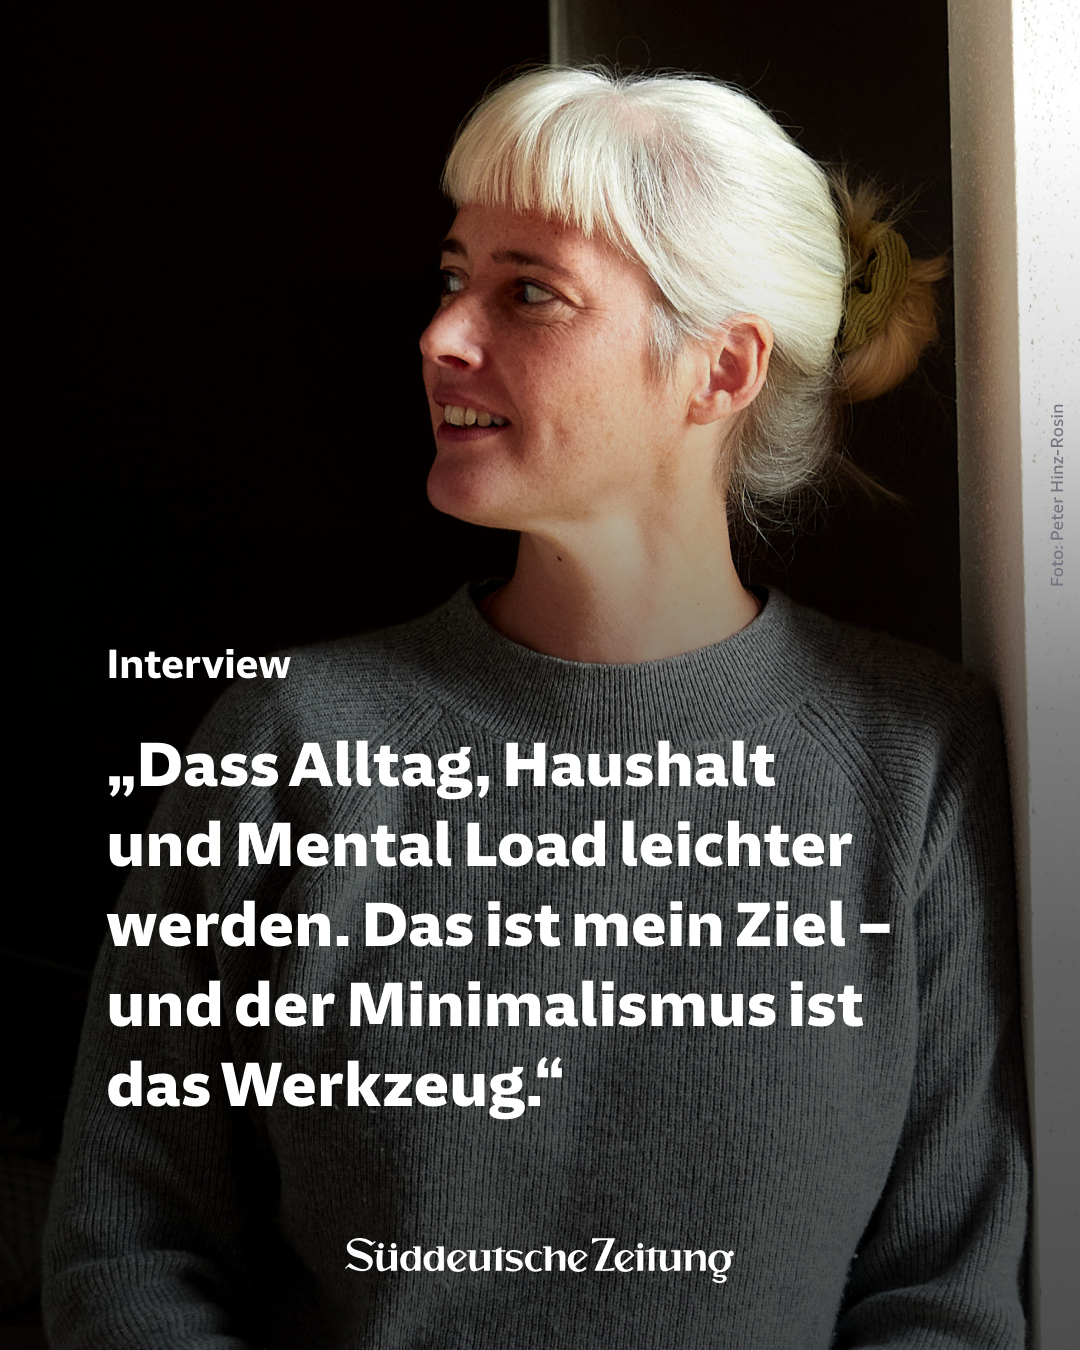 Foto: Peter Hinz-Rosin
Interview
„Dass Alltag, Haushalt
und Mental Load leichter
werden. Das ist mein Ziel –
und der Minimalismus ist
das Werkzeug.“
Süddeutsche Zeitung